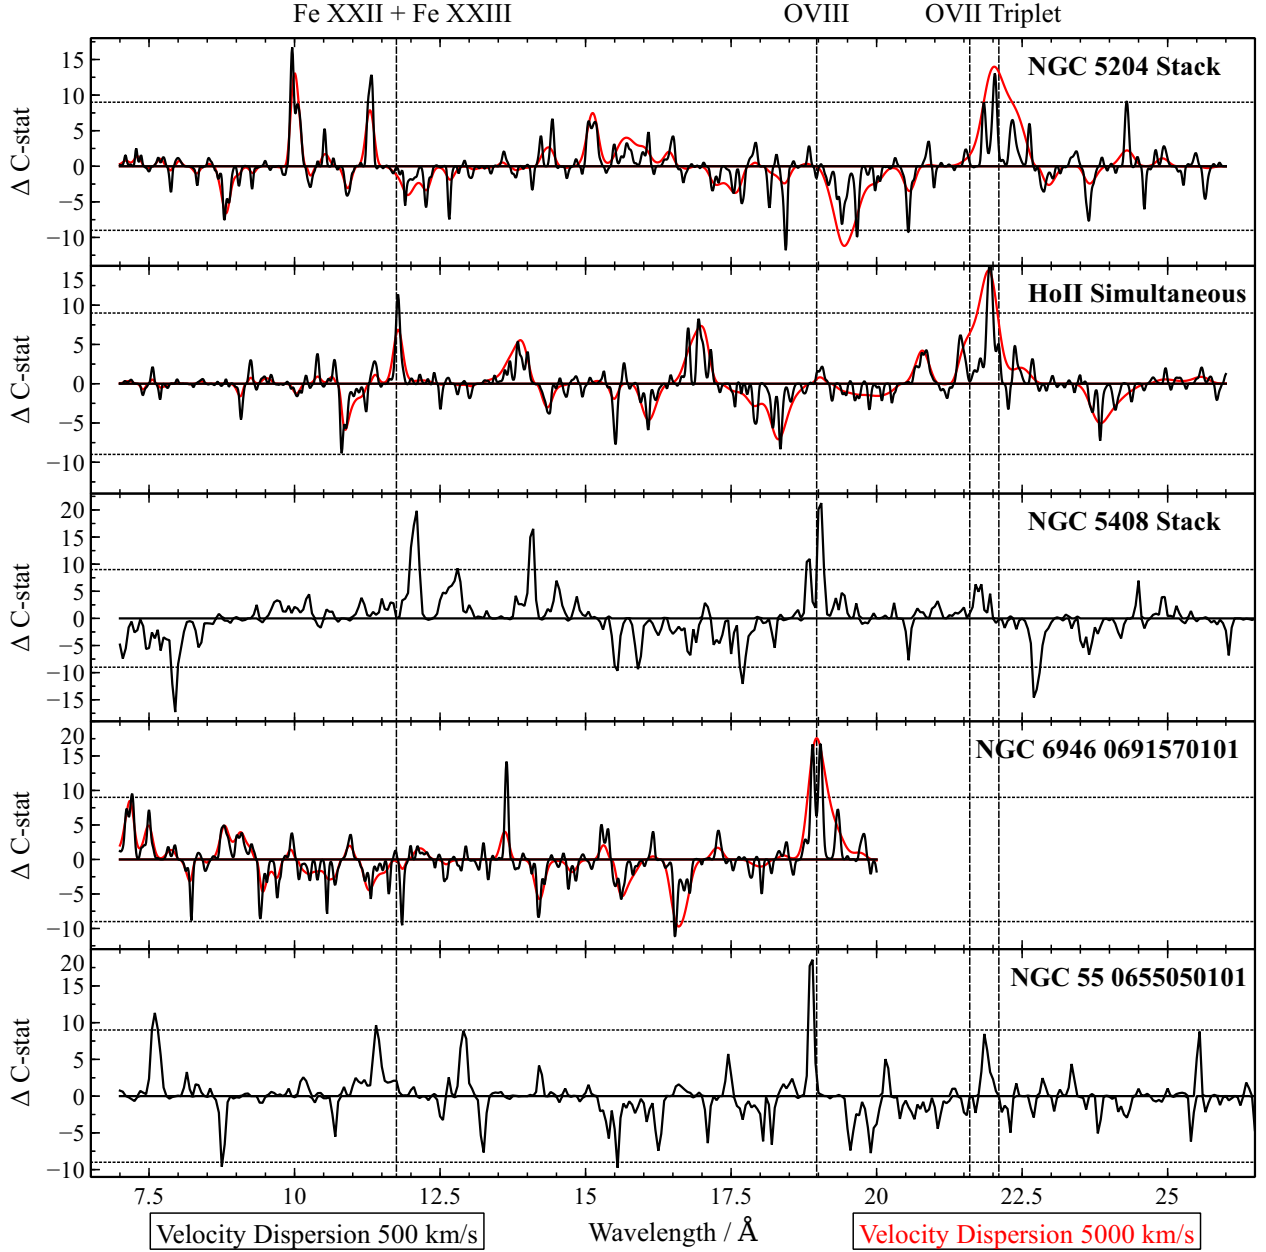 Fe XXII + Fe XXIII OVIII OVII Triplet
NGC 5204 Stack
15
10
5
0
−5
−10
Δ C-stat
HoII Simultaneous
15
10
5
0
−5
−10
Δ C-stat
NGC 5408 Stack
20
15
10
5
0
−5
−10
−15
Δ C-stat
NGC 6946 0691570101
20
15
10
5
0
−5
−10
Δ C-stat
NGC 55 0655050101
20
10
5
0
−5
−10
Δ C-stat
7.5 10 12.5 15 17.5 20 22.5 25
Velocity Dispersion 500 km/s Wavelength / Å Velocity Dispersion 5000 km/s